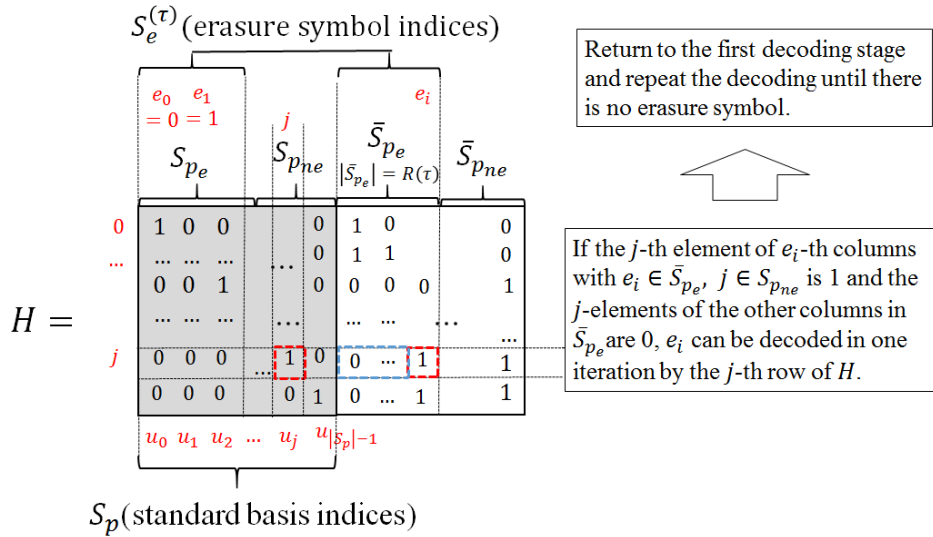 S_e^{(τ)}(erasure symbol indices)
Return to the first decoding stage
and repeat the decoding until there
is no erasure symbol.
e_0 e_1 e_i
= 0 = 1 j
S_{p_e} S_{p_{ne}} S̄_{p_e} S̄_{p_{ne}}
|S̄_{p_e}| = R(τ)
0 1 0 0 0 1 0 0
... ... ... ... ... 0 1 1 0
0 0 1 0 0 0 0 1
... ... ... ... ... ... ... ...
H =
j 0 0 0 ... 1 0 0 ... 1 1
0 0 0 0 1 0 ... 1 1
u_0 u_1 u_2 ... u_j u_{|S_p|-1}
S_p(standard basis indices)
If the j-th element of e_i-th columns
with e_i ∈ S̄_{p_e}, j ∈ S_{p_{ne}} is 1 and the
j-elements of the other columns in
S̄_{p_e} are 0, e_i can be decoded in one
iteration by the j-th row of H.